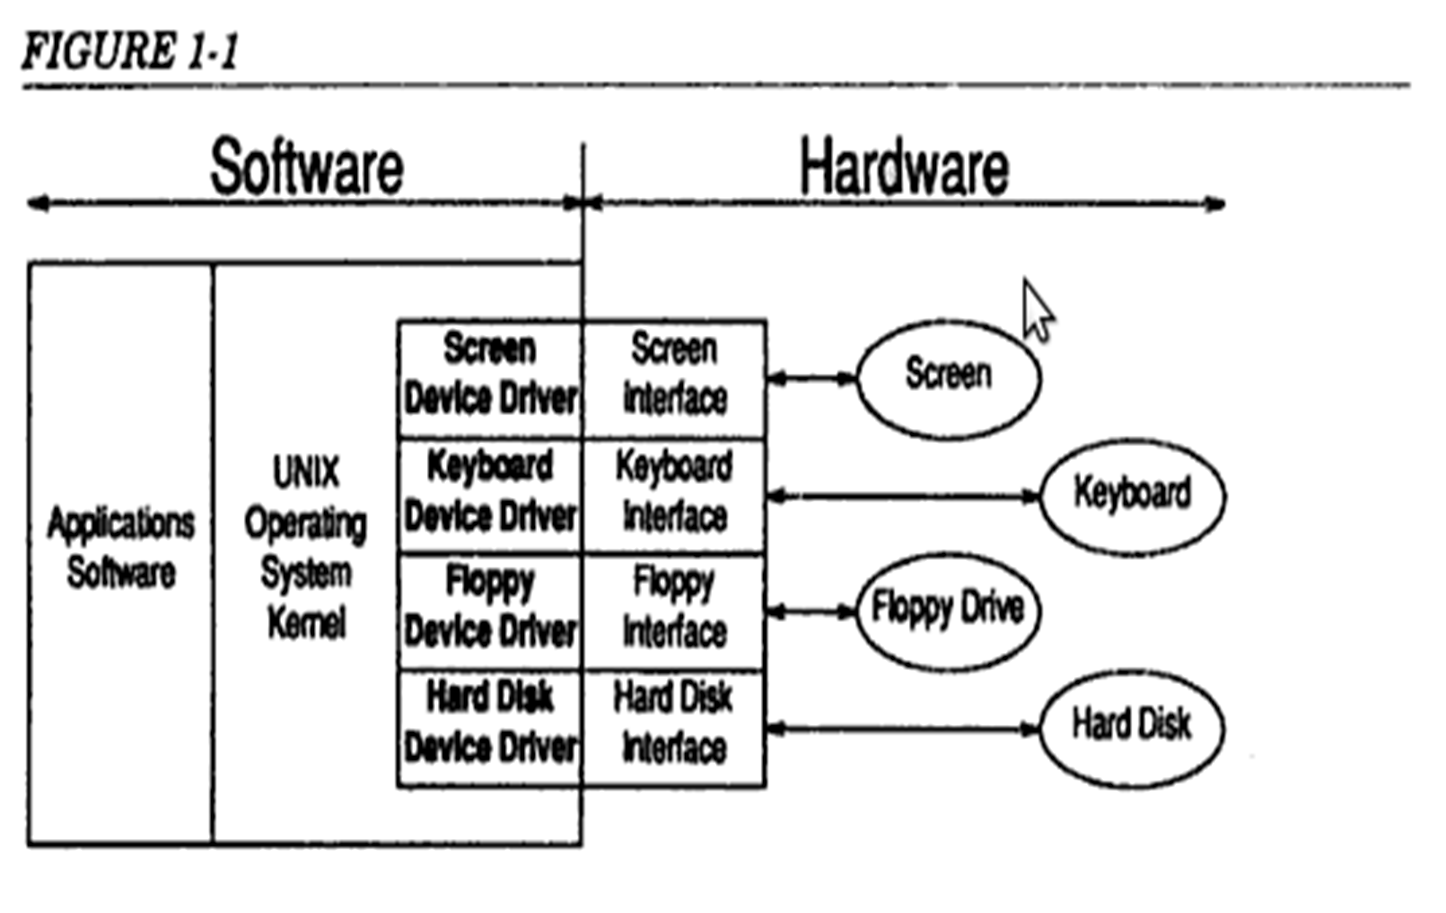 FIGURE 1-1
Software
Hardware
Applications
Software
UNIX
Operating
System
Kernel
Screen
Device Driver
Screen
Interface
Screen
Keyboard
Device Driver
Keyboard
Interface
Keyboard
Floppy
Device Driver
Floppy
Interface
Floppy Drive
Hard Disk
Device Driver
Hard Disk
Interface
Hard Disk